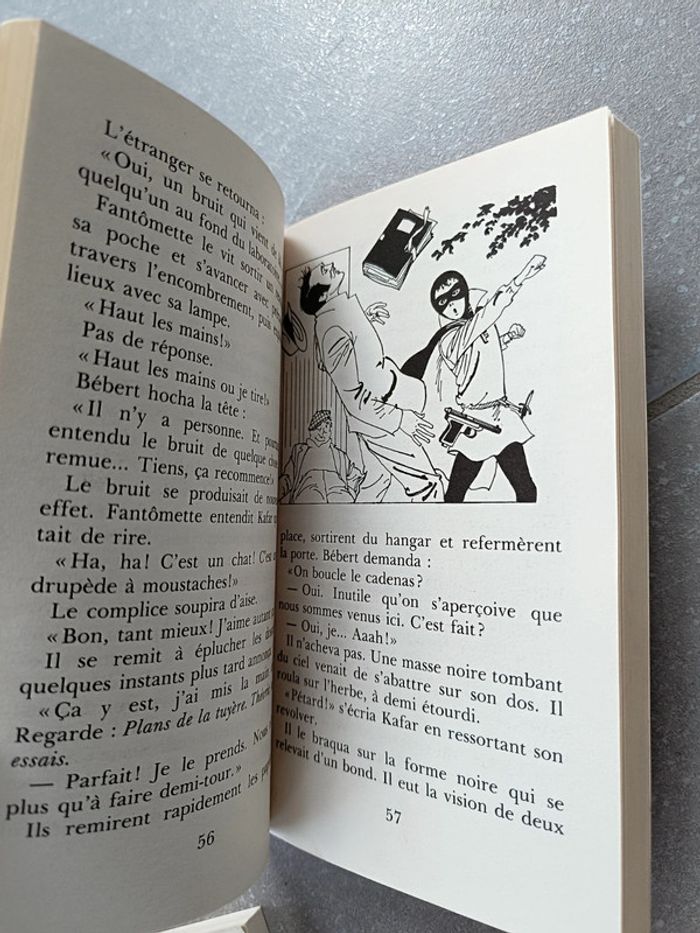 L'étranger se retourna :
« Oui, un bruit qui vient de
quelqu'un au fond du laboratoire
Fantômette le vit sortir un
sa poche et s'avancer avec
travers l'encombrement, puis
lieux avec sa lampe.
« Haut les mains! »
Pas de réponse.
« Haut les mains ou je tire! »
Bébert hocha la tête :
« Il n'y a personne. Et pourtant
entendu le bruit de quelque chose
remue... Tiens, ça recommence! »
Le bruit se produisait de nouveau
effet. Fantômette entendit Kafar
tait de rire.
« Ha, ha! C'est un chat! C'est
drupède à moustaches! »
Le complice soupira d'aise.
« Bon, tant mieux! J'aime autant
Il se remit à éplucher les
quelques instants plus tard annonça
« Ça y est, j'ai mis la main
Regarde : Plans de la tuyère.
essais.
— Parfait! Je le prends.
plus qu'à faire demi-tour. »
Ils remirent rapidement les
56
place, sortirent du hangar et refermèrent
la porte. Bébert demanda :
« On boucle le cadenas?
— Oui. Inutile qu'on s'aperçoive que
nous sommes venus ici. C'est fait?
— Oui, je... Aaah! »
Il n'acheva pas. Une masse noire tombant
du ciel venait de s'abattre sur son dos. Il
roula sur l'herbe, à demi étourdi.
« Pétard! » s'écria Kafar en ressortant son
revolver.
Il le braqua sur la forme noire qui se
relevait d'un bond. Il eut la vision de deux
57